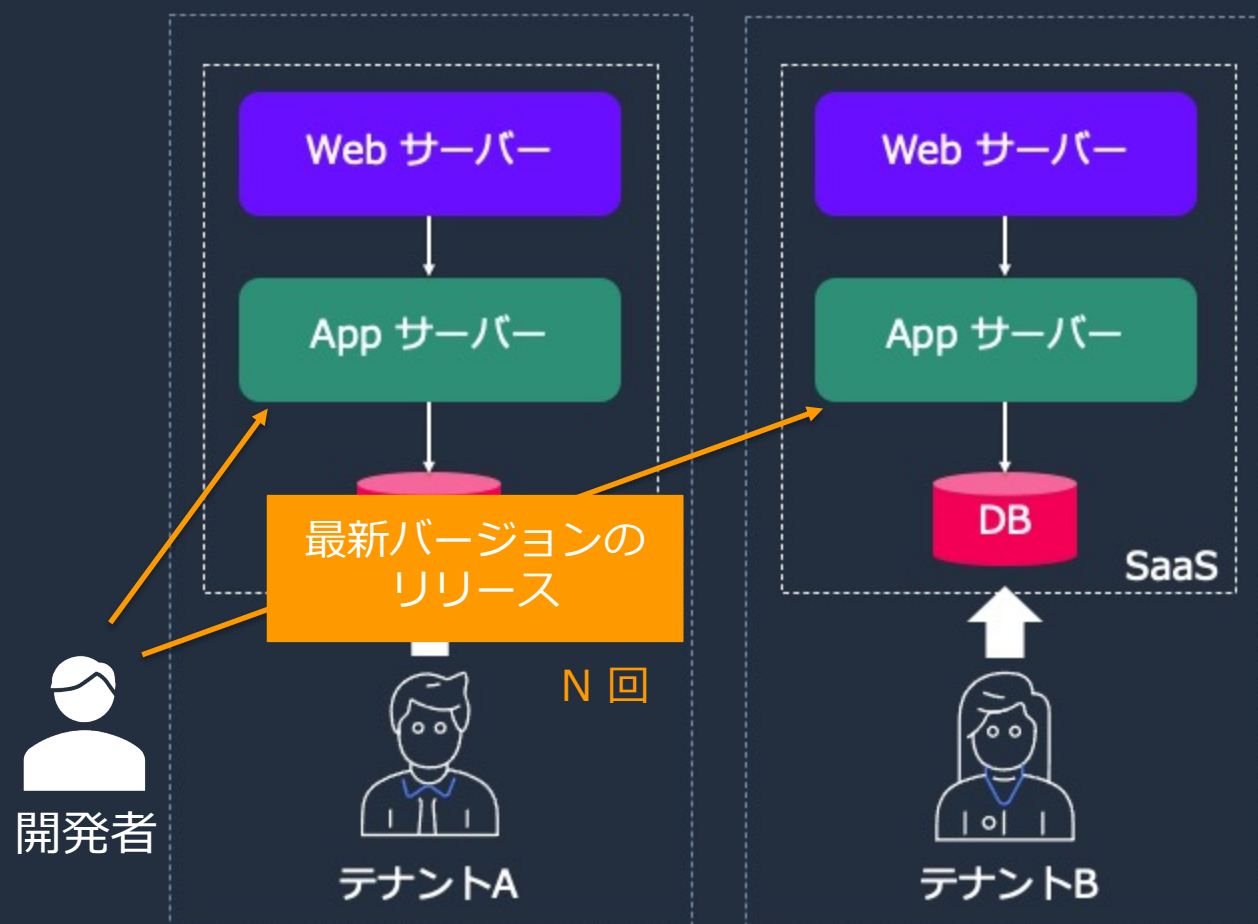 Web サーバー
App サーバー
最新バージョンの
リリース
N 回
開発者
テナントA
Web サーバー
App サーバー
DB
SaaS
テナントB